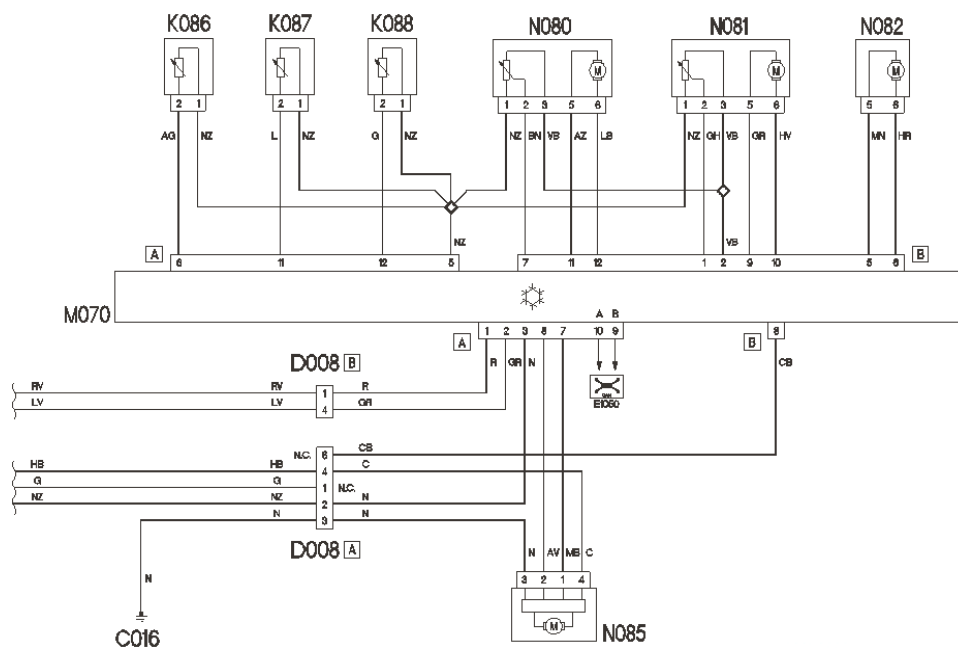 K086 K087 K088 N080 N081 N082
M M M
2 1 2 1 2 1 1 2 3 5 6 1 2 3 5 6 5 6
AG NZ L NZ G NZ NZ BN VB AZ LB NZ GH VB GR HV MN HR
NZ VB
A 6 11 12 5 7 11 12 1 2 9 10 5 6 B
M070
A B
A 1 2 3 8 7 10 9 B 8
R GR N CB
D008 B
E1050
RV RV 1 R
LV LV 4 GR
N.C. 6 CB
HB HB 4 C
G G 1 N.C.
NZ NZ 2 N
N 3 N
D008 A
N AV MB C
N
3 2 1 4
M
N085
C016